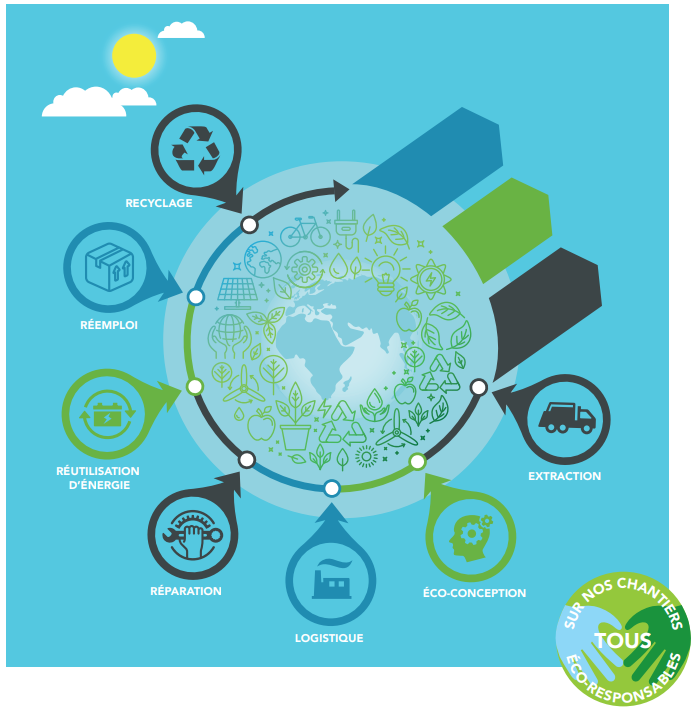 RECYCLAGE
RÉEMPLOI
RÉUTILISATION
D'ÉNERGIE
RÉPARATION
LOGISTIQUE
ÉCO-CONCEPTION
EXTRACTION
SUR NOS CHANTIERS
TOUS
ÉCO-RESPONSABLES